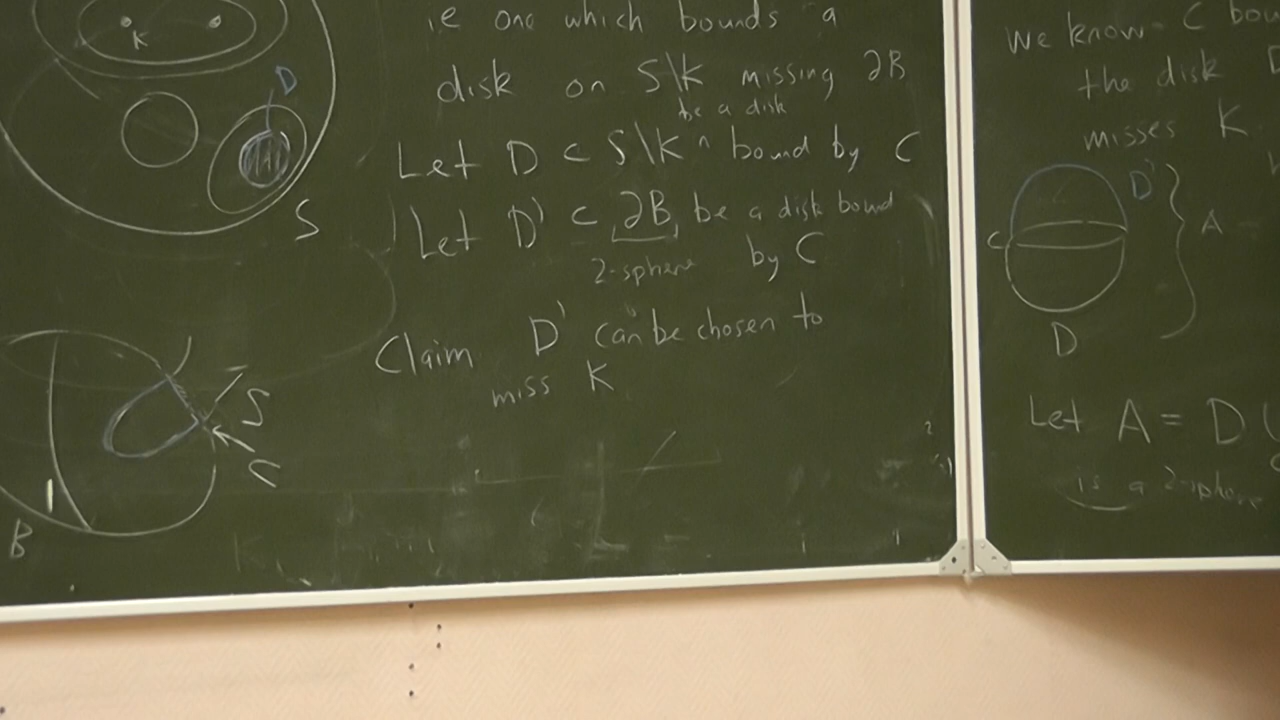 K
D
S
S
C
B
ie one which bounds a
disk on S\K missing ∂B
be a disk
Let D ⊂ S\K ^ bound by C
Let D' ⊂ ∂B be a disk bound
2-sphere by C
Claim D' can be chosen to
miss K
We know C bou
the disk D
misses K
D'
C
A
D
Let A = D U
is a 2-sphere